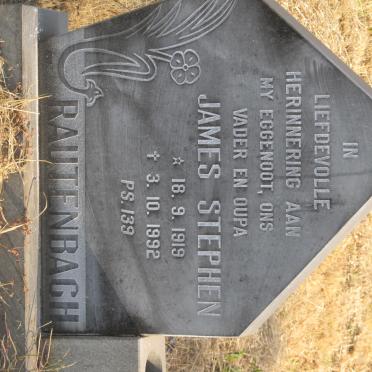 IN
LIEFDEVOLLE
HERINNERING AAN
MY EGGENOOT, ONS
VADER EN OUPA
JAMES STEPHEN
☆ 18. 9. 1919
✝ 3. 10. 1992
PS. 139
RAUTENBACH